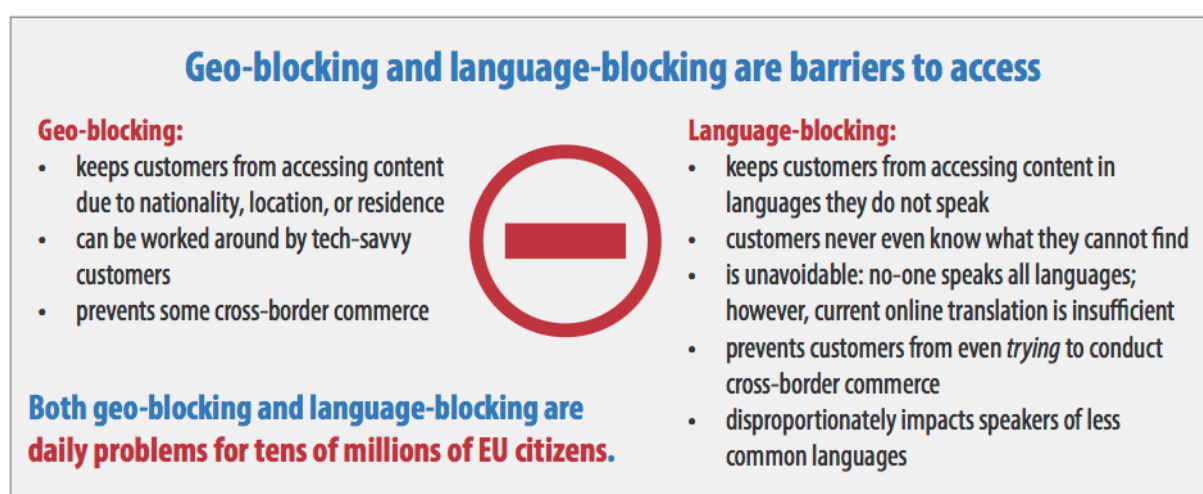 Geo-blocking and language-blocking are barriers to access
Geo-blocking:
• keeps customers from accessing content
due to nationality, location, or residence
• can be worked around by tech-savvy
customers
• prevents some cross-border commerce
Both geo-blocking and language-blocking are
daily problems for tens of millions of EU citizens.
Language-blocking:
• keeps customers from accessing content in
languages they do not speak
• customers never even know what they cannot find
• is unavoidable: no-one speaks all languages;
however, current online translation is insufficient
• prevents customers from even trying to conduct
cross-border commerce
• disproportionately impacts speakers of less
common languages